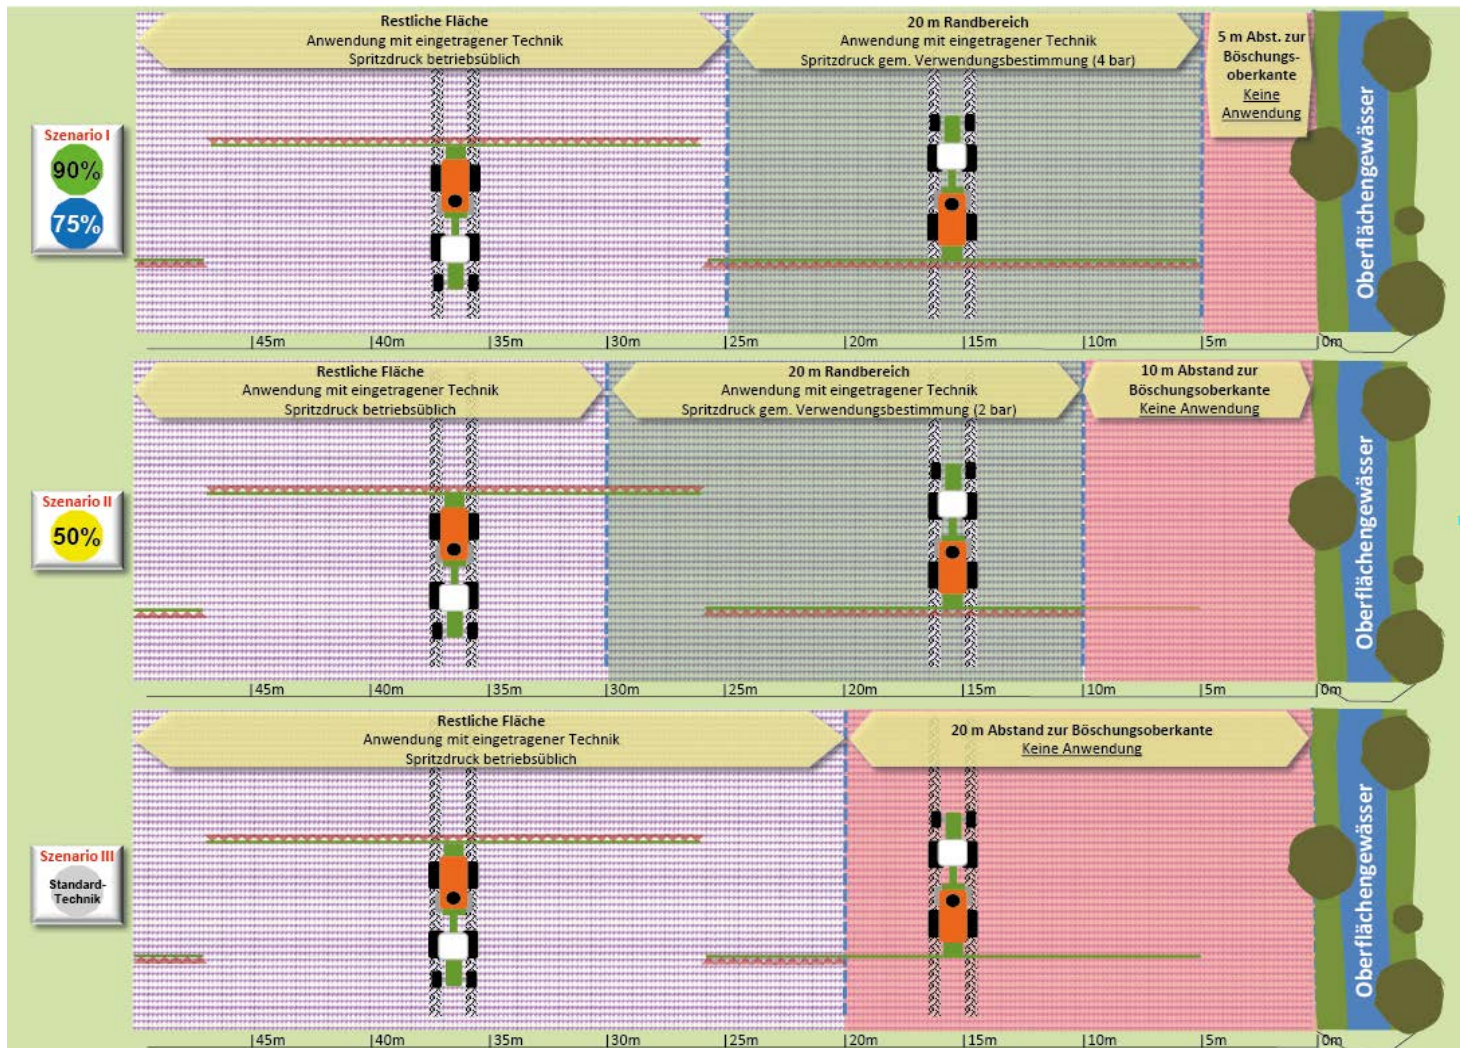 Restliche Fläche
Anwendung mit eingetragener Technik
Spritzdruck betriebsüblich
20 m Randbereich
Anwendung mit eingetragener Technik
Spritzdruck gem. Verwendungsbestimmung (4 bar)
5 m Abst. zur
Böschungs-
oberkante
Keine
Anwendung
Szenario I
90%
75%
Oberflächengewässer
|45m |40m |35m |30m |25m |20m |15m |10m |5m |0m
Restliche Fläche
Anwendung mit eingetragener Technik
Spritzdruck betriebsüblich
20 m Randbereich
Anwendung mit eingetragener Technik
Spritzdruck gem. Verwendungsbestimmung (2 bar)
10 m Abstand zur
Böschungsoberkante
Keine Anwendung
Szenario II
50%
Oberflächengewässer
|45m |40m |35m |30m |25m |20m |15m |10m |5m |0m
Restliche Fläche
Anwendung mit eingetragener Technik
Spritzdruck betriebsüblich
20 m Abstand zur Böschungsoberkante
Keine Anwendung
Szenario III
Standard-
Technik
Oberflächengewässer
|45m |40m |35m |30m |25m |20m |15m |10m |5m |0m